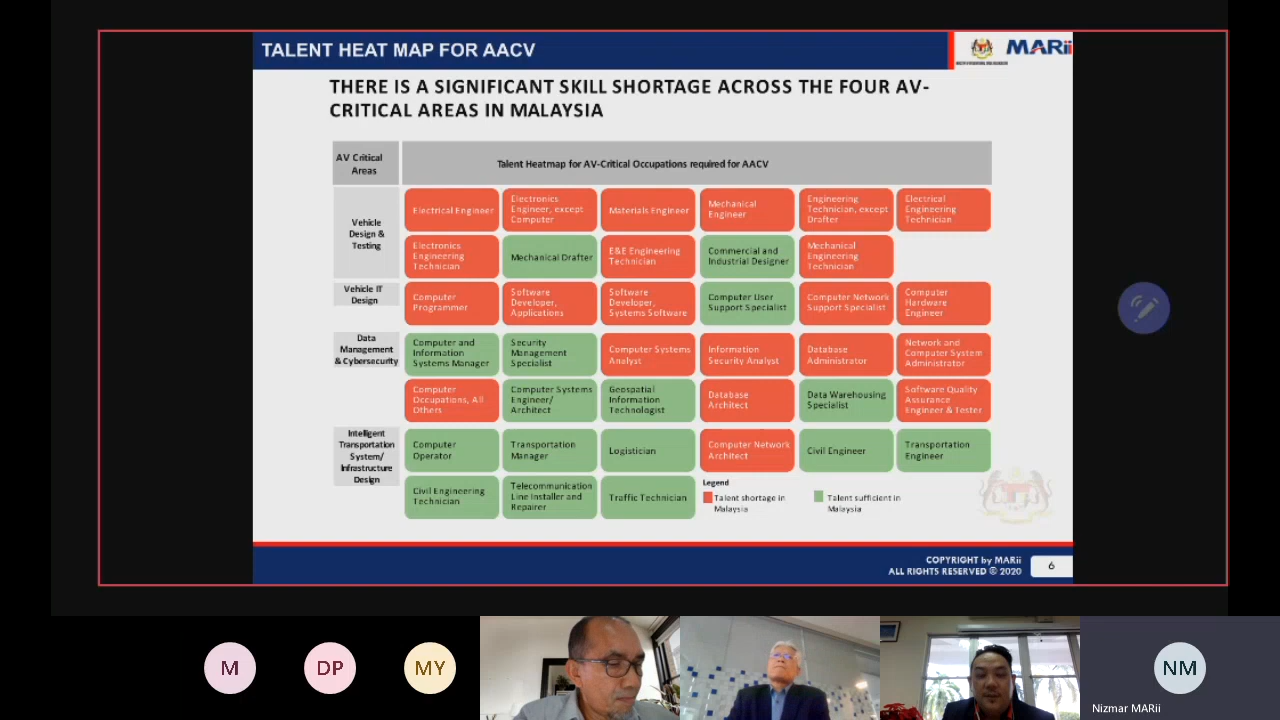 TALENT HEAT MAP FOR AACV
MARii
THERE IS A SIGNIFICANT SKILL SHORTAGE ACROSS THE FOUR AV-
CRITICAL AREAS IN MALAYSIA
AV Critical
Areas
Talent Heatmap for AV-Critical Occupations required for AACV
Vehicle
Design &
Testing
Electrical Engineer
Electronics
Engineer, except
Computer
Materials Engineer
Mechanical
Engineer
Engineering
Technician, except
Drafter
Electrical
Engineering
Technician
Electronics
Engineering
Technician
Mechanical Drafter
E&E Engineering
Technician
Commercial and
Industrial Designer
Mechanical
Engineering
Technician
Vehicle IT
Design
Computer
Programmer
Software
Developer,
Applications
Software
Developer,
Systems Software
Computer User
Support Specialist
Computer Network
Support Specialist
Computer
Hardware
Engineer
Data
Management
& Cybersecurity
Computer and
Information
Systems Manager
Security
Management
Specialist
Computer Systems
Analyst
Information
Security Analyst
Database
Administrator
Network and
Computer System
Administrator
Computer
Occupations, All
Others
Computer Systems
Engineer/
Architect
Geospatial
Information
Technologist
Database
Architect
Data Warehousing
Specialist
Software Quality
Assurance
Engineer & Tester
Intelligent
Transportation
System/
Infrastructure
Design
Computer
Operator
Transportation
Manager
Logistician
Computer Network
Architect
Civil Engineer
Transportation
Engineer
Civil Engineering
Technician
Telecommunication
Line Installer and
Repairer
Traffic Technician
Legend
Talent shortage in
Malaysia
Talent sufficient in
Malaysia
COPYRIGHT by MARii
ALL RIGHTS RESERVED © 2020
6
M
DP
MY
NM
Nizmar MARii